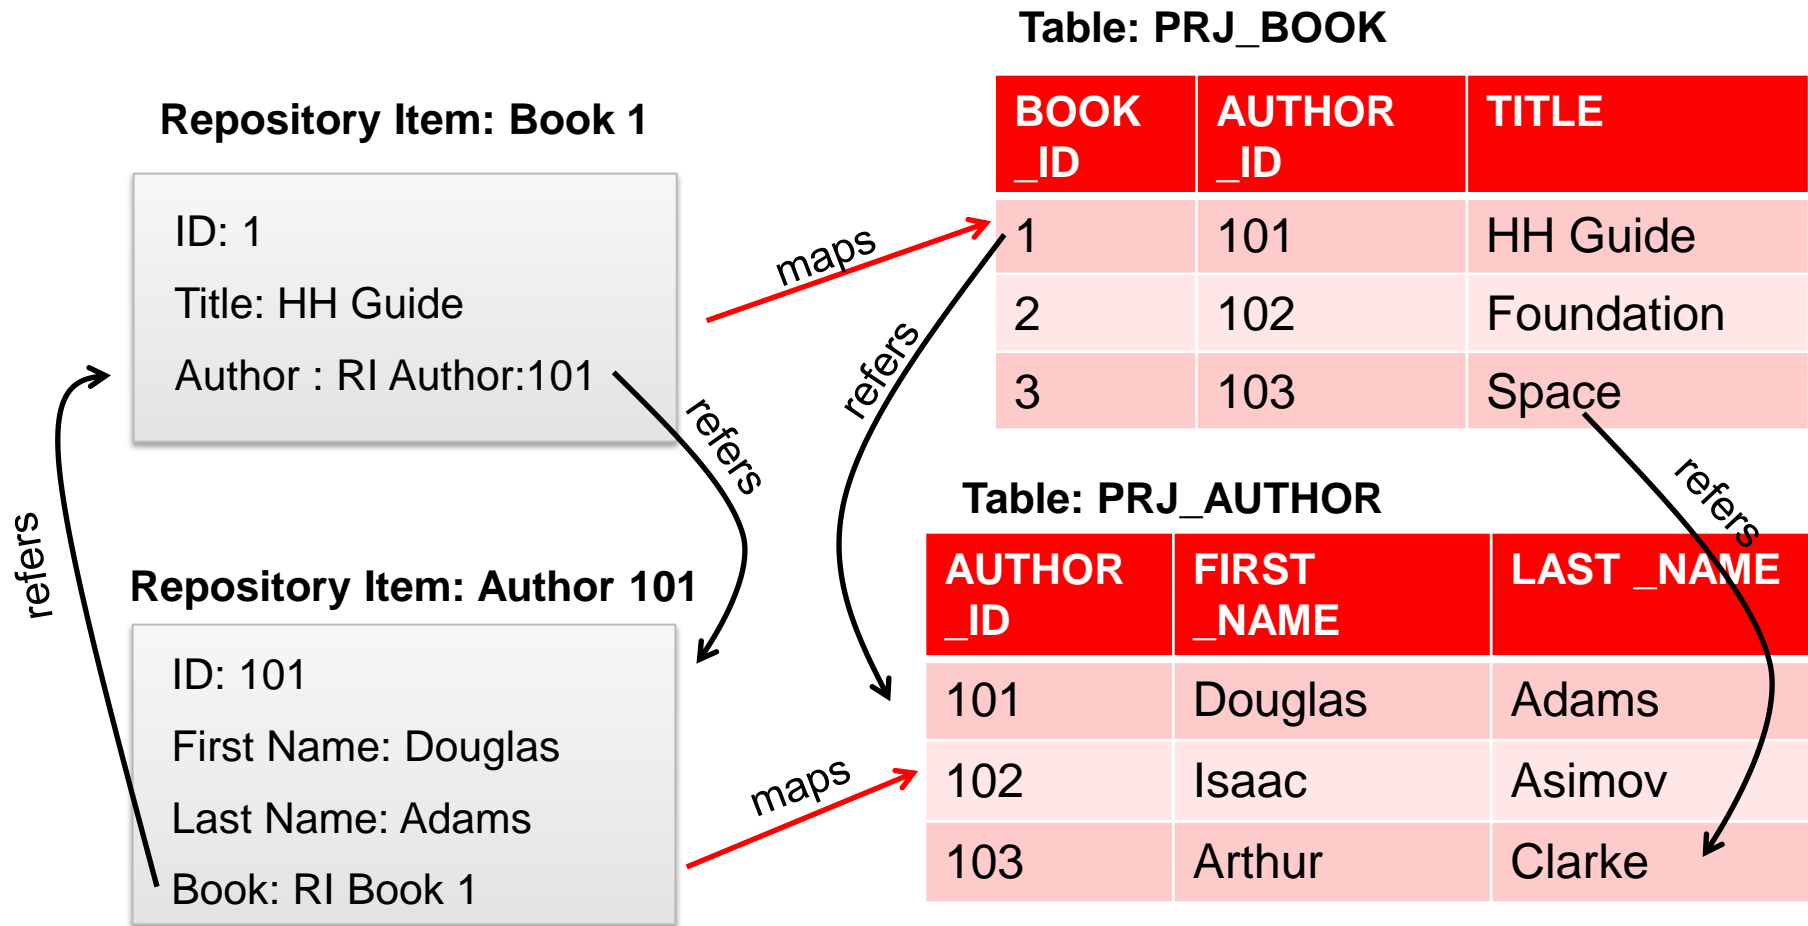 Table: PRJ_BOOK
Repository Item: Book 1
ID: 1
Title: HH Guide
Author : RI Author:101
maps
BOOK _ID AUTHOR _ID TITLE
1 101 HH Guide
2 102 Foundation
3 103 Space
refers
refers
refers
refers
Table: PRJ_AUTHOR
Repository Item: Author 101
ID: 101
First Name: Douglas
Last Name: Adams
Book: RI Book 1
maps
AUTHOR _ID FIRST _NAME LAST _NAME
101 Douglas Adams
102 Isaac Asimov
103 Arthur Clarke